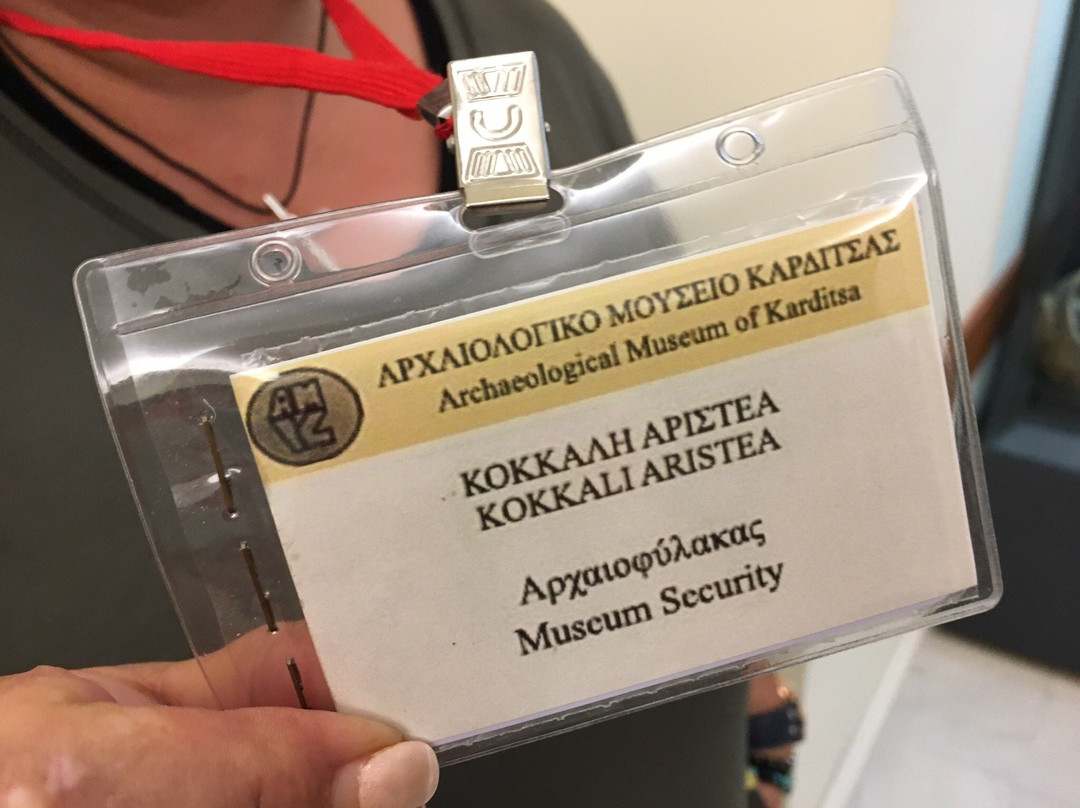 ΑΡΧΑΙΟΛΟΓΙΚΟ ΜΟΥΣΕΙΟ ΚΑΡΔΙΤΣΑΣ
Archaeological Museum of Karditsa
ΚΟΚΚΑΛΗ ΑΡΙΣΤΕΑ
KOKKALI ARISTEA
Αρχαιοφύλακας
Museum Security